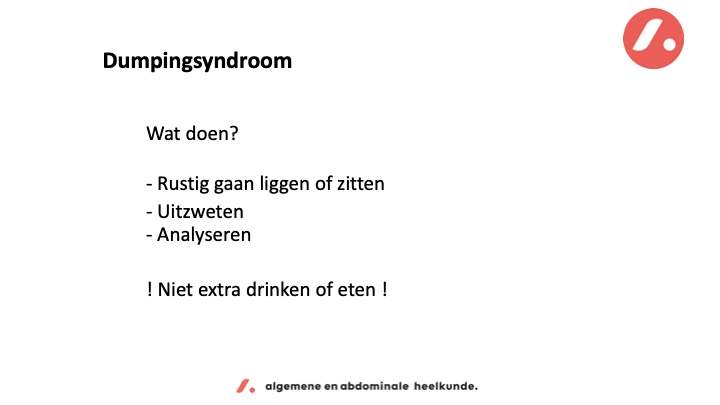 Dumpingsyndroom
Wat doen?
- Rustig gaan liggen of zitten
- Uitzweten
- Analyseren
! Niet extra drinken of eten !
algemene en abdominale heelkunde.